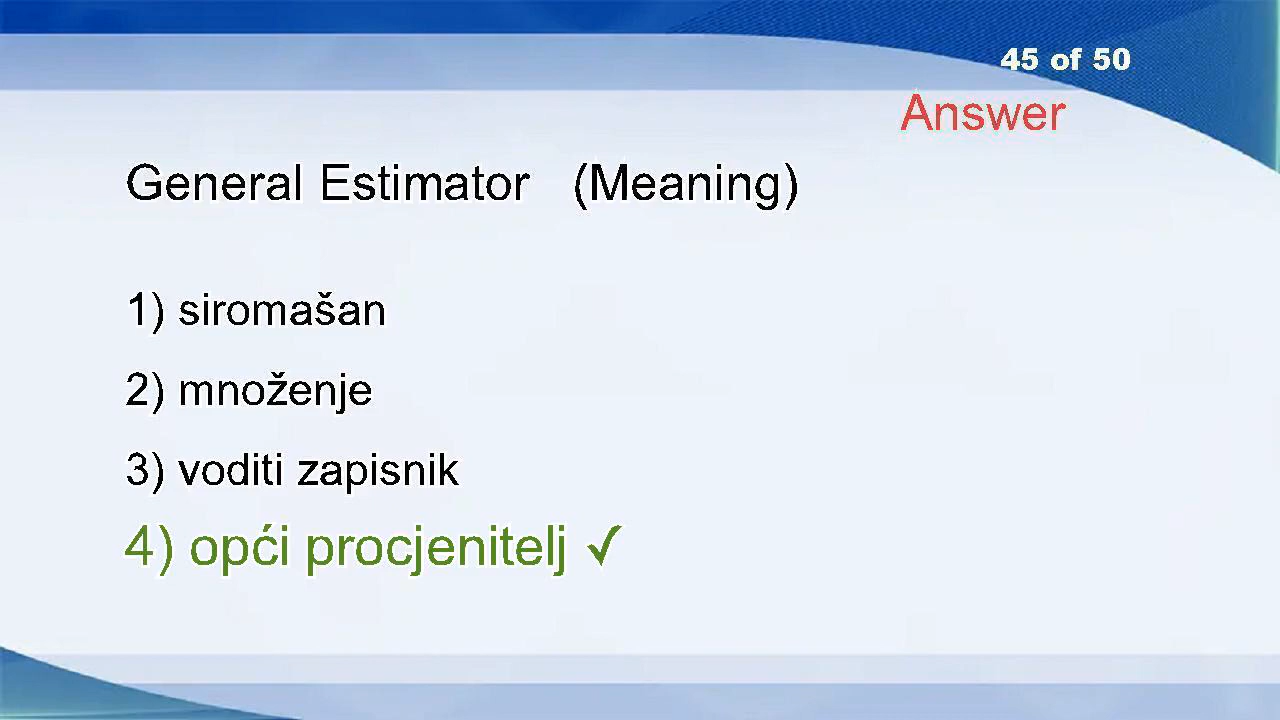 45 of 50
Answer
General Estimator (Meaning)
1) siromašan
2) množenje
3) voditi zapisnik
4) opći procjenitelj ✓